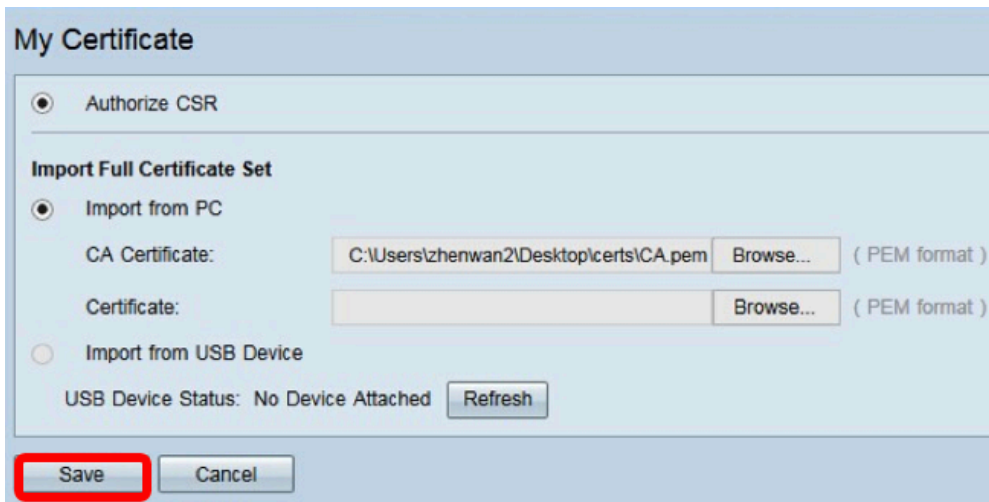 My Certificate
Authorize CSR
Import Full Certificate Set
Import from PC
CA Certificate: C:\Users\zhenwan2\Desktop\certs\CA.pem Browse... ( PEM format )
Certificate: Browse... ( PEM format )
Import from USB Device
USB Device Status: No Device Attached Refresh
Save Cancel